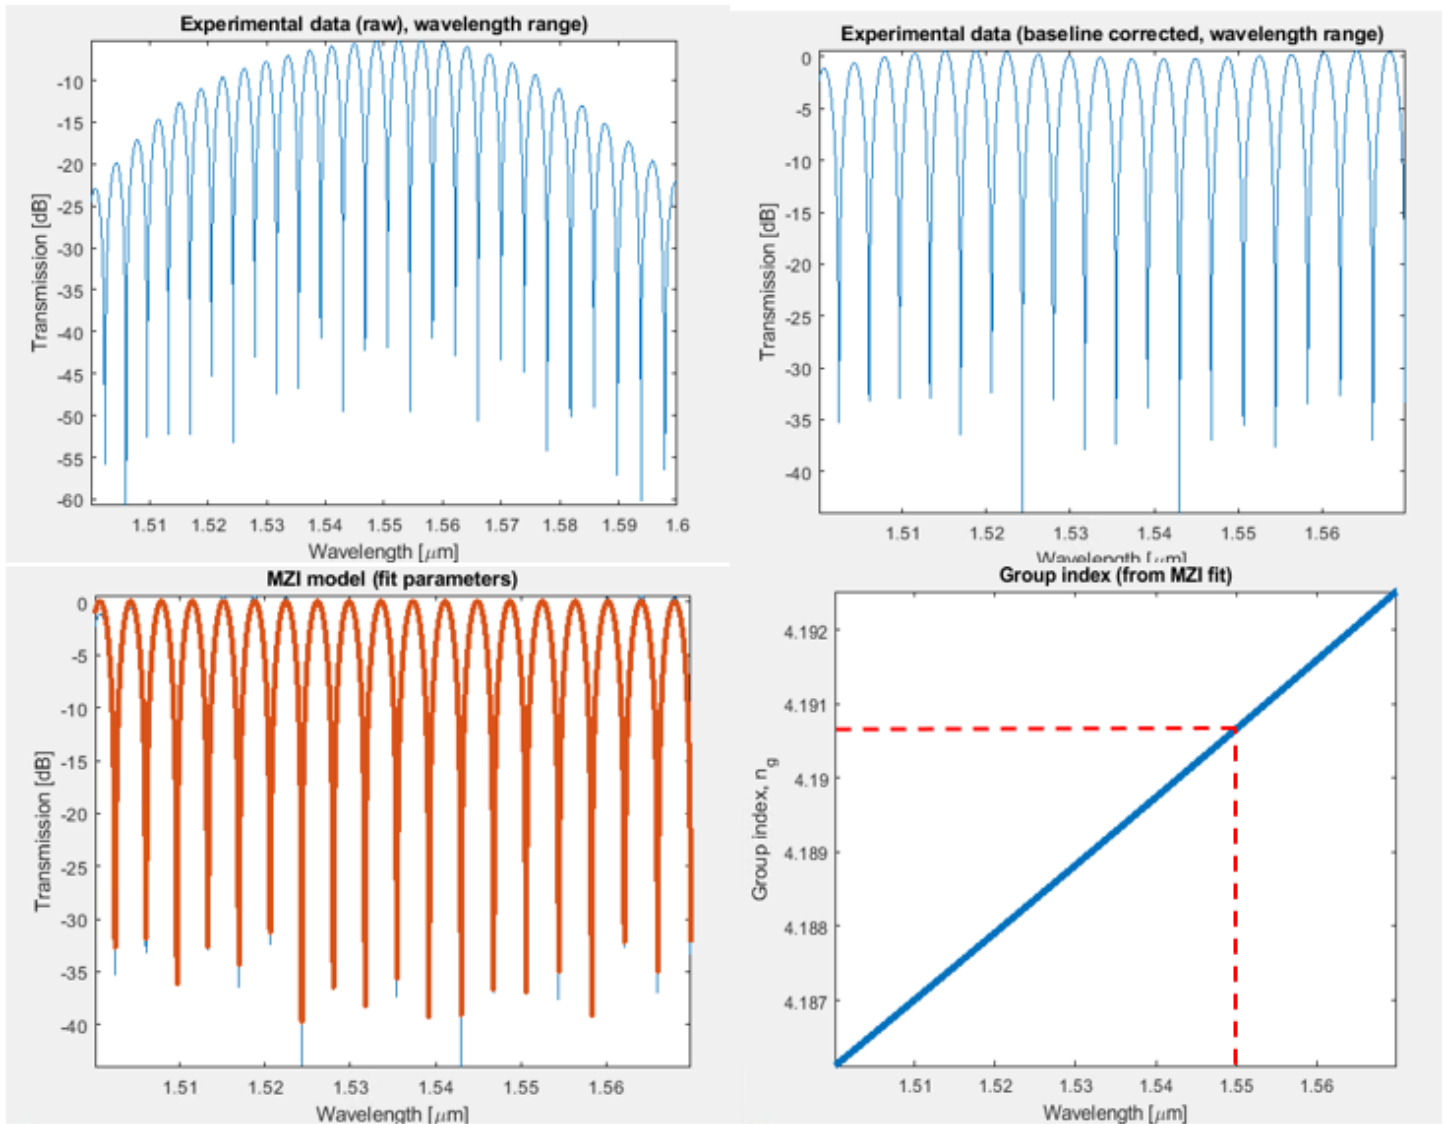 Experimental data (raw), wavelength range)
Transmission [dB]
-10
-15
-20
-25
-30
-35
-40
-45
-50
-55
-60
1.51 1.52 1.53 1.54 1.55 1.56 1.57 1.58 1.59 1.6
Wavelength [μm]
Experimental data (baseline corrected, wavelength range)
Transmission [dB]
0
-5
-10
-15
-20
-25
-30
-35
-40
1.51 1.52 1.53 1.54 1.55 1.56
Wavelength [μm]
MZI model (fit parameters)
Transmission [dB]
0
-5
-10
-15
-20
-25
-30
-35
-40
1.51 1.52 1.53 1.54 1.55 1.56
Wavelength [μm]
Group index (from MZI fit)
Group index, n_g
4.192
4.191
4.19
4.189
4.188
4.187
1.51 1.52 1.53 1.54 1.55 1.56
Wavelength [μm]